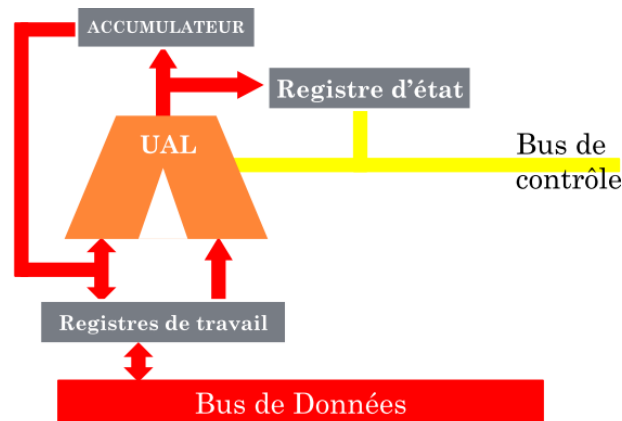 ACCUMULATEUR
Registre d'état
UAL
Bus de
contrôle
Registres de travail
Bus de Données